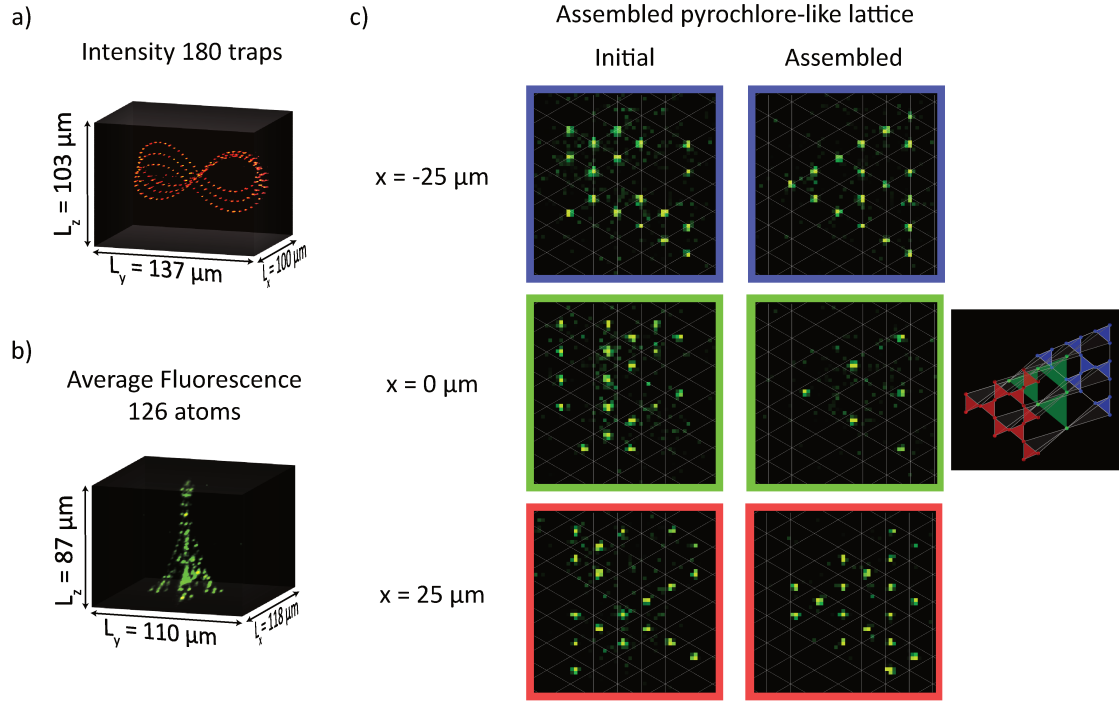 a)
Intensity 180 traps
L_z = 103 µm
L_y = 137 µm
L_x = 100 µm
b)
Average Fluorescence
126 atoms
L_z = 87 µm
L_y = 110 µm
L_x = 118 µm
c)
Assembled pyrochlore-like lattice
Initial
Assembled
x = -25 µm
x = 0 µm
x = 25 µm